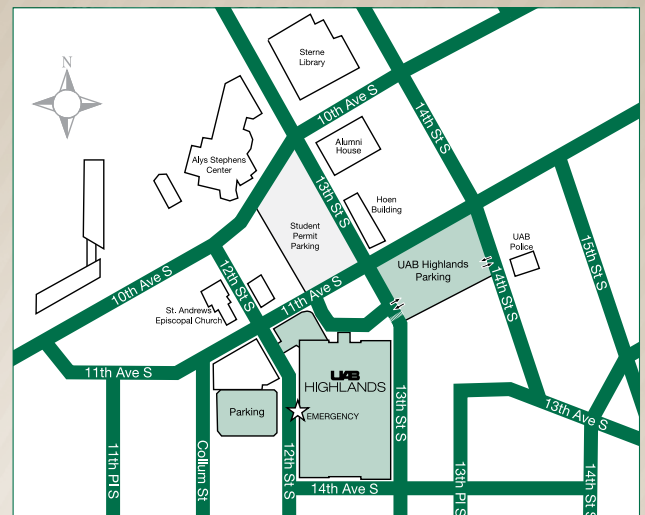 Sterne
Library
N
10th Ave S
14th St S
Alumni
House
Alys Stephens
Center
13th St S
Hoen
Building
Student
Permit
Parking
UAB
Police
15th St S
UAB Highlands
Parking
12th St S
10th Ave S
11th Ave S
14th St S
St. Andrews
Episcopal Church
11th Ave S
UAB
HIGHLANDS
Parking
EMERGENCY
13th St S
13th Ave S
11th Pl S
Collum St
12th St S
13th Pl S
14th St S
14th Ave S